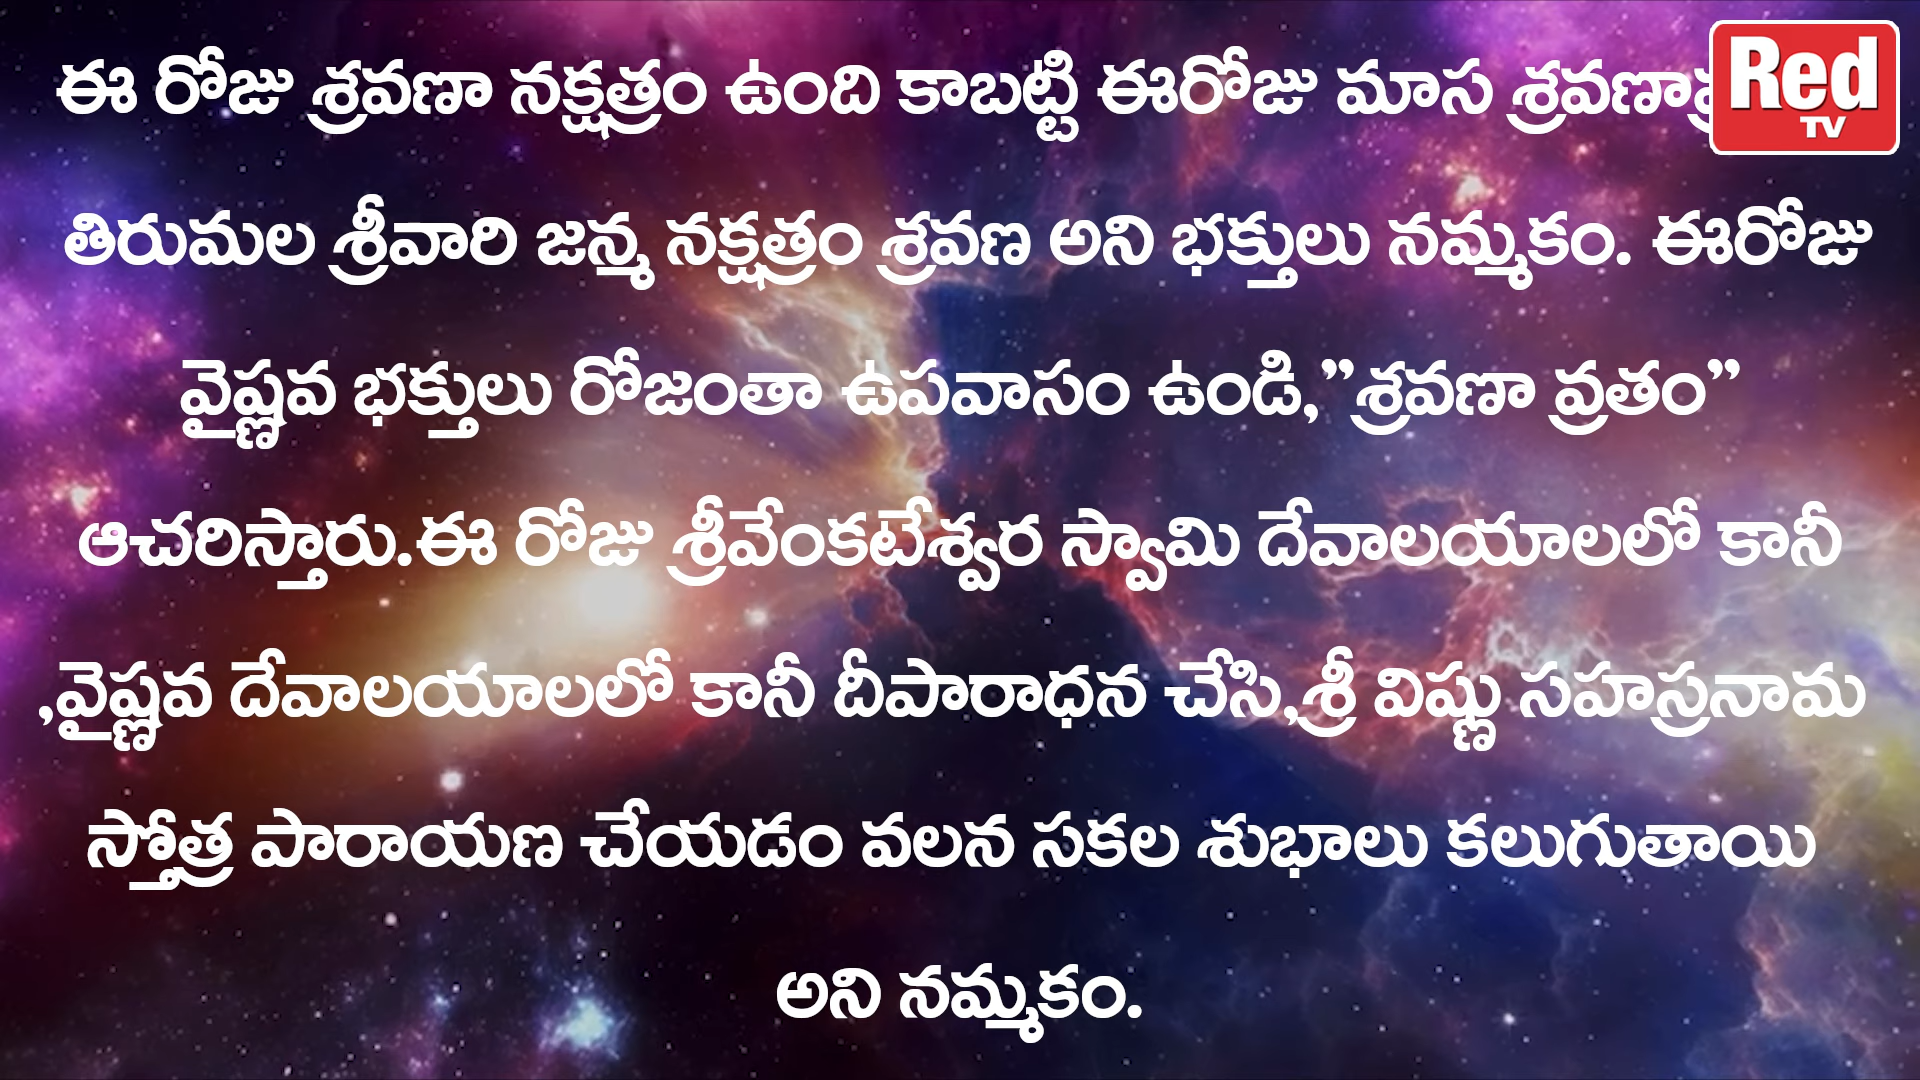 ఈ రోజు శ్రవణా నక్షత్రం ఉంది కాబట్టి ఈరోజు మాస
Red
TV
తిరుమల శ్రీవారి జన్మ నక్షత్రం శ్రవణ అని భక్తులు నమ్మకం. ఈరోజు
వైష్ణవ భక్తులు రోజంతా ఉపవాసం ఉండి,”శ్రవణా వ్రతం”
ఆచరిస్తారు.ఈ రోజు శ్రీవేంకటేశ్వర స్వామి దేవాలయాలలో కానీ
,వైష్ణవ దేవాలయాలలో కానీ దీపారాధన చేసి,శ్రీ విష్ణు సహస్రనామ
స్తోత్ర పారాయణ చేయడం వలన సకల శుభాలు కలుగుతాయి
అని నమ్మకం.